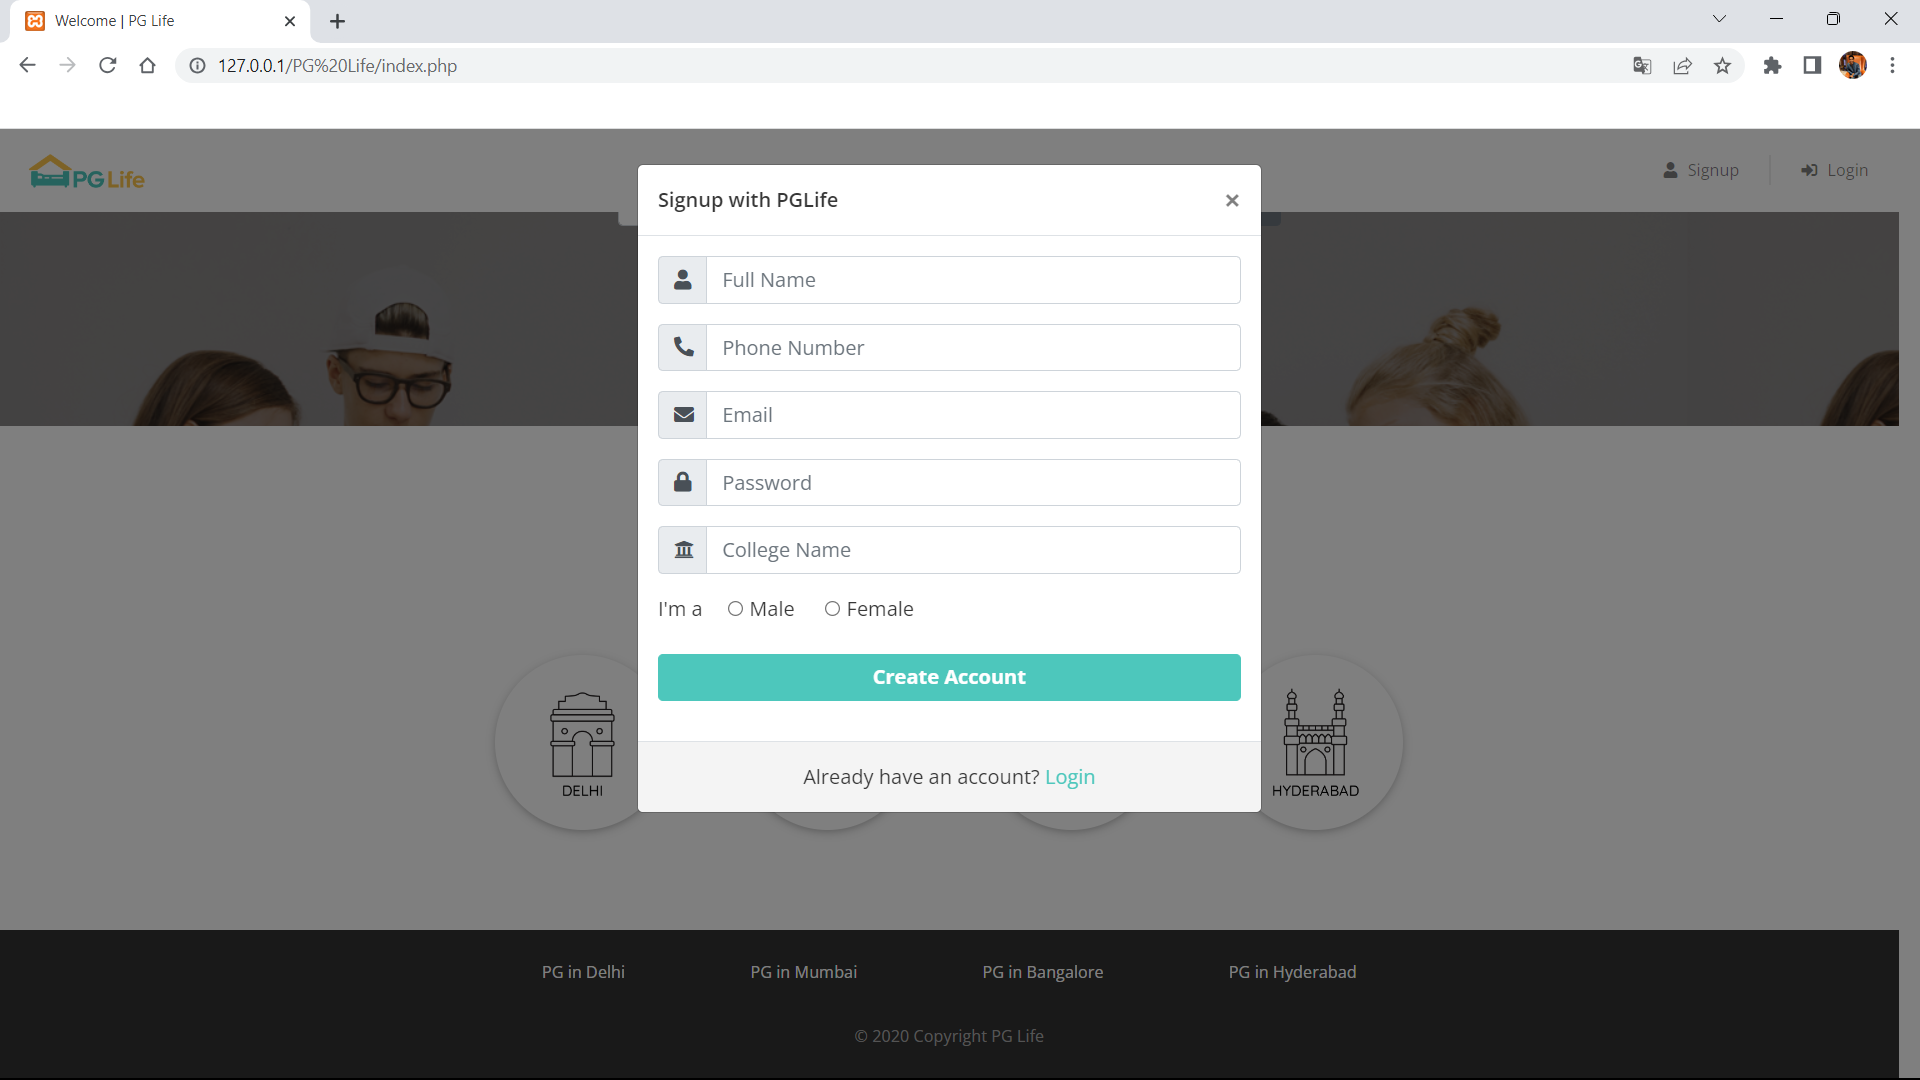 Welcome | PG Life
127.0.0.1/PG%20Life/index.php
PG Life
Signup
Login
Signup with PGLife
×
Full Name
Phone Number
Email
Password
College Name
I'm a Male Female
Create Account
Already have an account? Login
DELHI
HYDERABAD
PG in Delhi
PG in Mumbai
PG in Bangalore
PG in Hyderabad
© 2020 Copyright PG Life